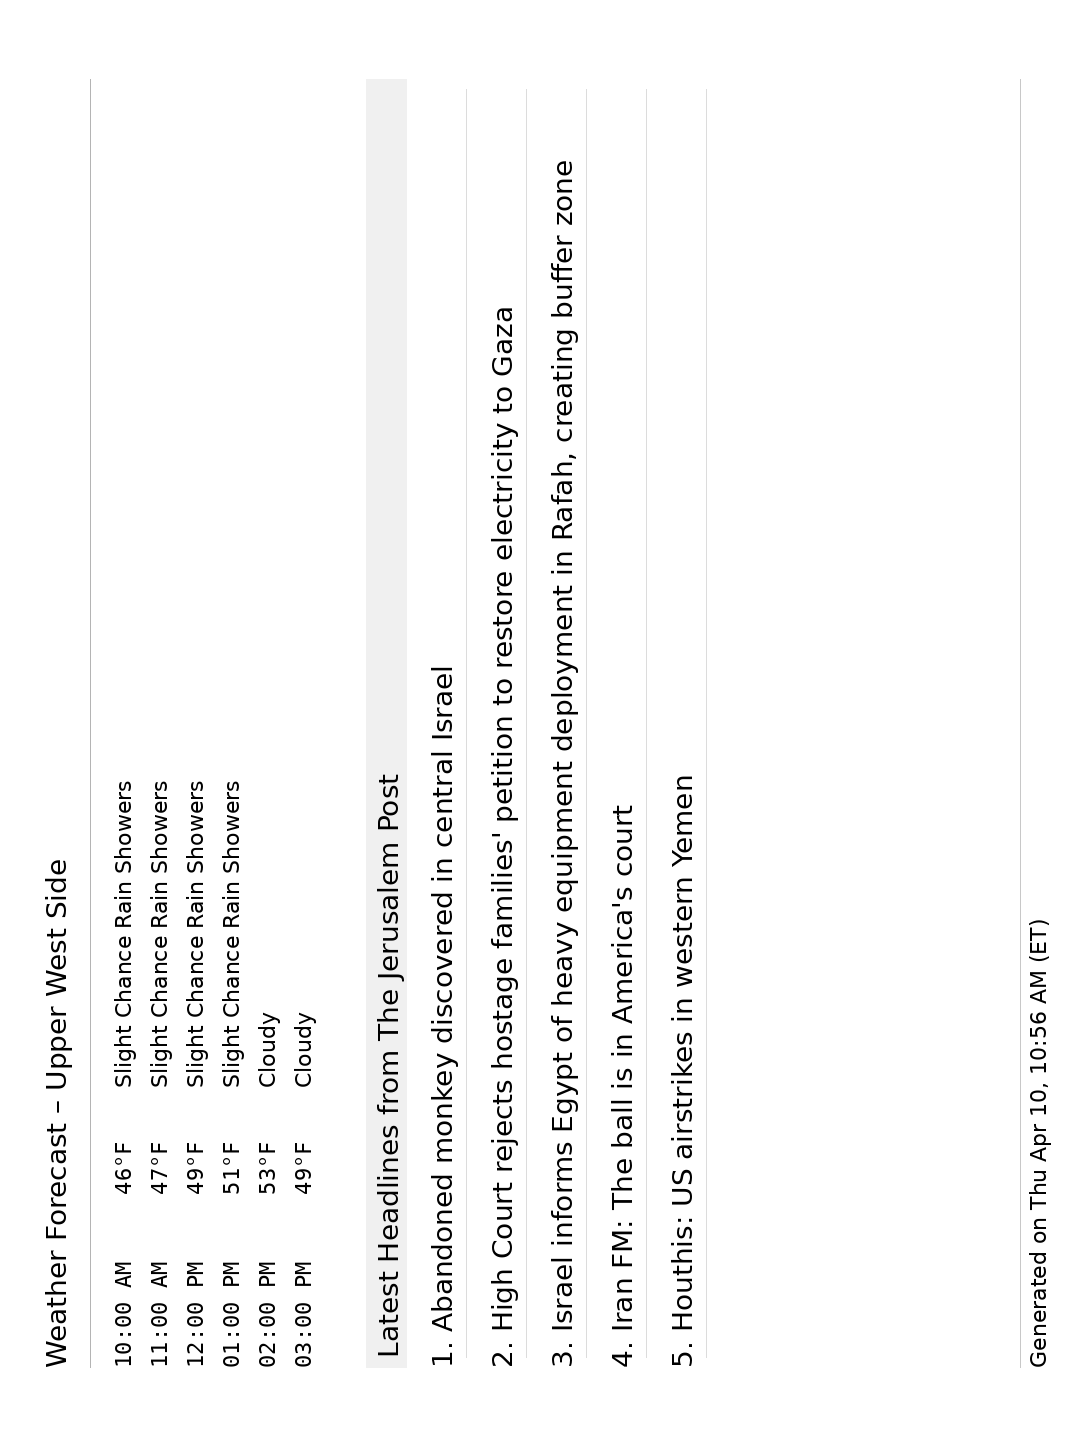 Weather Forecast – Upper West Side
10:00 AM 46°F Slight Chance Rain Showers
11:00 AM 47°F Slight Chance Rain Showers
12:00 PM 49°F Slight Chance Rain Showers
01:00 PM 51°F Slight Chance Rain Showers
02:00 PM 53°F Cloudy
03:00 PM 49°F Cloudy
Latest Headlines from The Jerusalem Post
1. Abandoned monkey discovered in central Israel
2. High Court rejects hostage families' petition to restore electricity to Gaza
3. Israel informs Egypt of heavy equipment deployment in Rafah, creating buffer zone
4. Iran FM: The ball is in America's court
5. Houthis: US airstrikes in western Yemen
Generated on Thu Apr 10, 10:56 AM (ET)